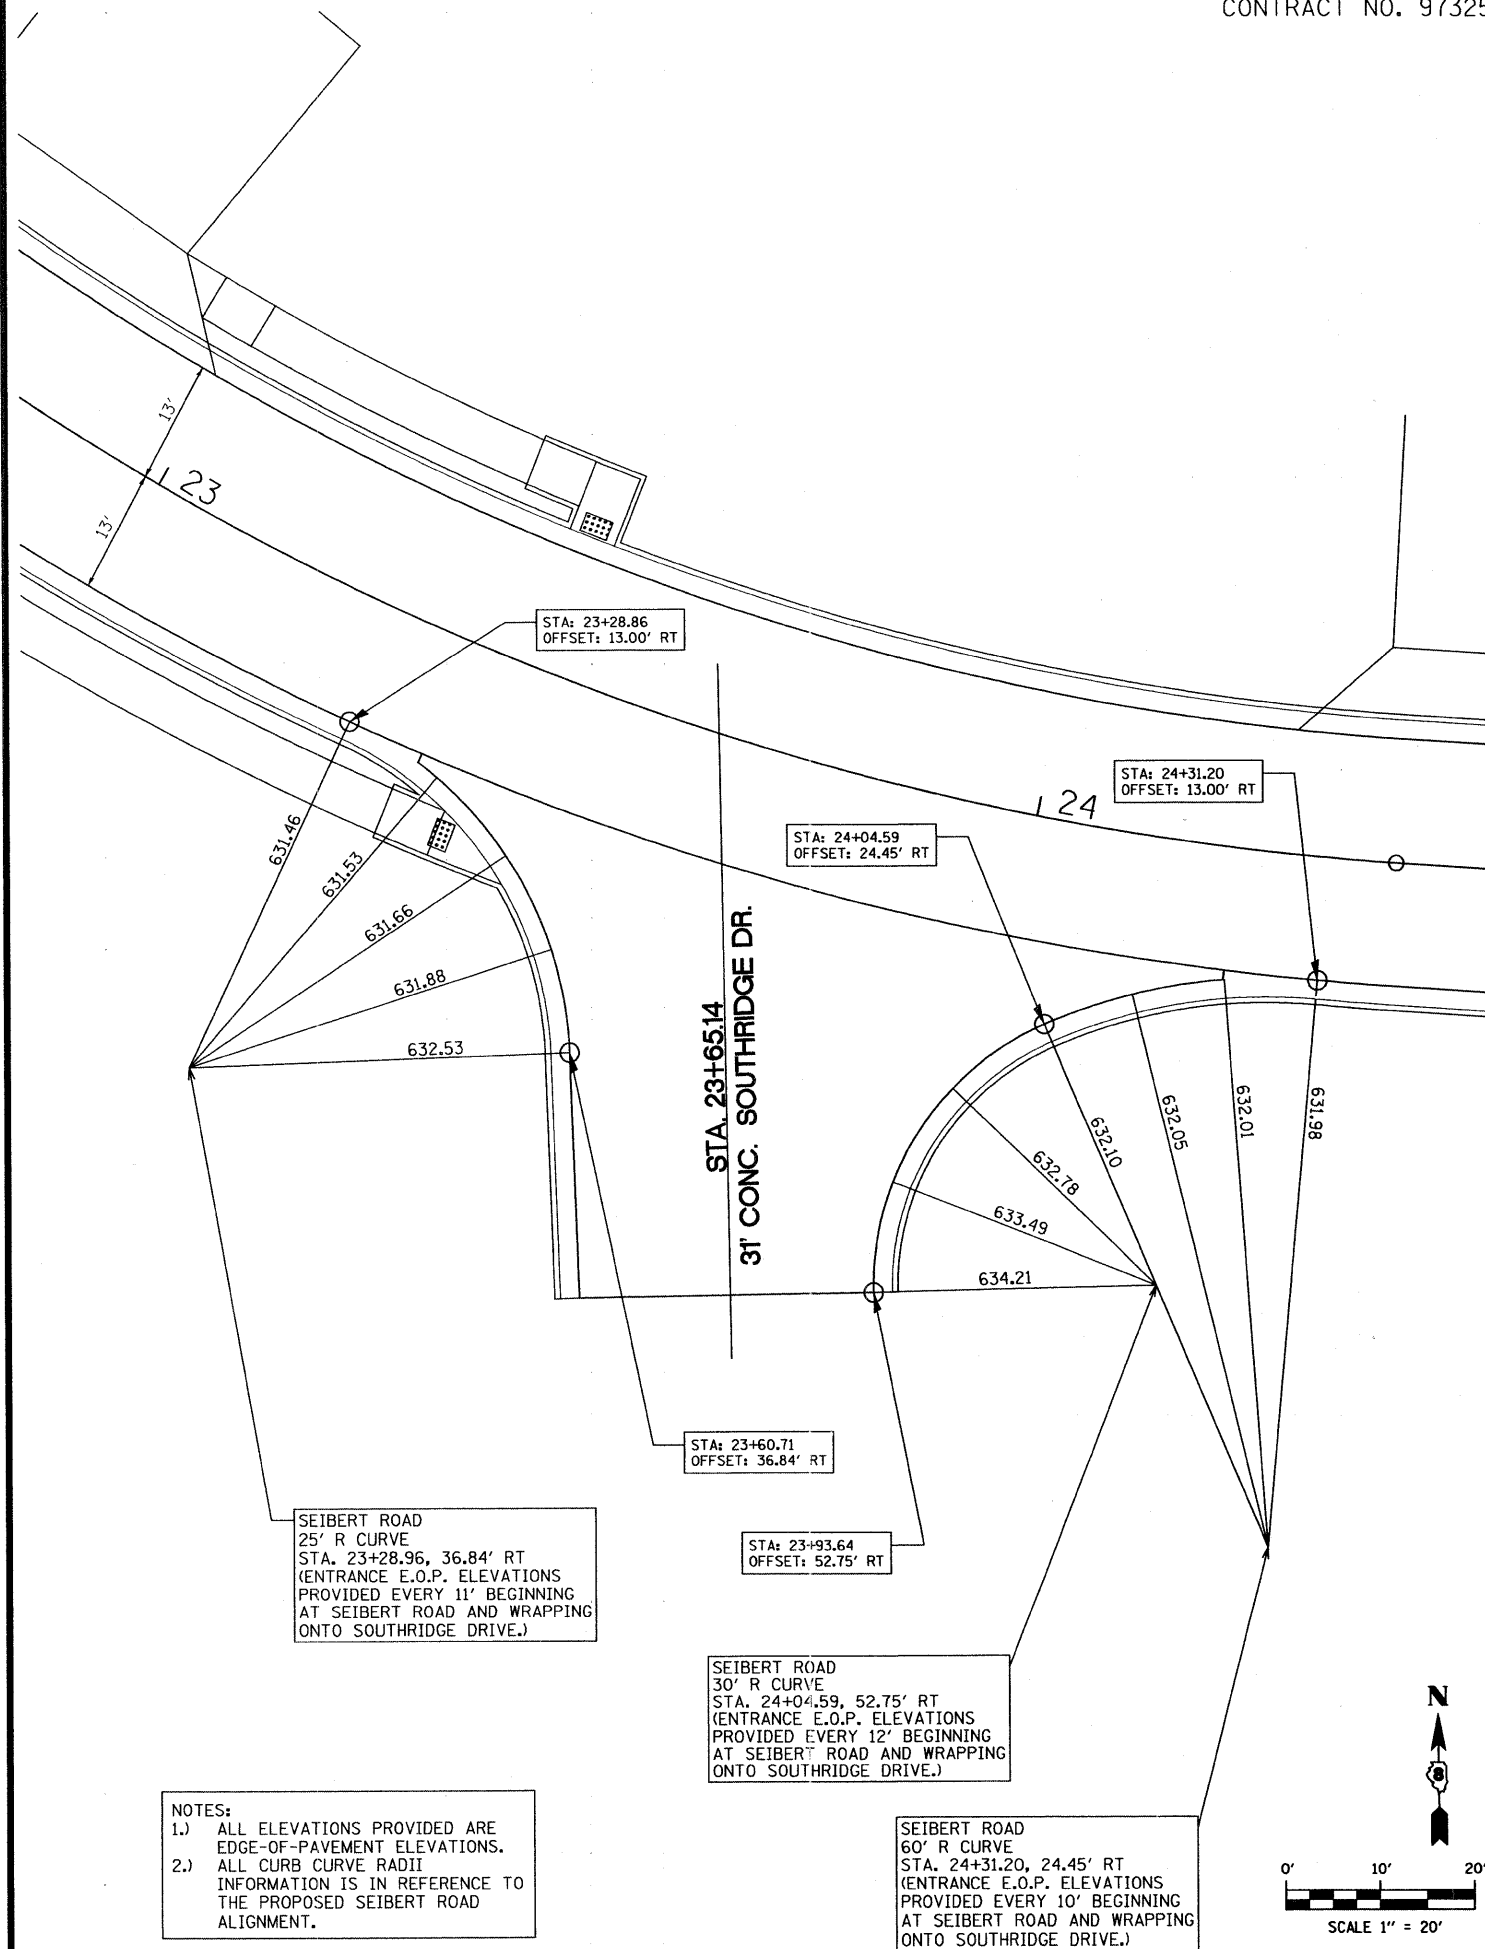 CONTRACT NO. 97325
13'
23
13'
STA: 23+28.86
OFFSET: 13.00' RT
STA: 24+31.20
OFFSET: 13.00' RT
24
STA: 24+04.59
OFFSET: 24.45' RT
631.46
631.53
631.66
631.88
632.53
STA. 23+65.14
31' CONC. SOUTHRIDGE DR.
632.10
632.05
632.01
631.98
632.78
633.49
634.21
STA: 23+60.71
OFFSET: 36.84' RT
SEIBERT ROAD
25' R CURVE
STA. 23+28.96, 36.84' RT
(ENTRANCE E.O.P. ELEVATIONS
PROVIDED EVERY 11' BEGINNING
AT SEIBERT ROAD AND WRAPPING
ONTO SOUTHRIDGE DRIVE.)
STA: 23+93.64
OFFSET: 52.75' RT
SEIBERT ROAD
30' R CURVE
STA. 24+04.59, 52.75' RT
(ENTRANCE E.O.P. ELEVATIONS
PROVIDED EVERY 12' BEGINNING
AT SEIBERT ROAD AND WRAPPING
ONTO SOUTHRIDGE DRIVE.)
N
8
NOTES:
1.) ALL ELEVATIONS PROVIDED ARE
EDGE-OF-PAVEMENT ELEVATIONS.
2.) ALL CURB CURVE RADII
INFORMATION IS IN REFERENCE TO
THE PROPOSED SEIBERT ROAD
ALIGNMENT.
SEIBERT ROAD
60' R CURVE
STA. 24+31.20, 24.45' RT
(ENTRANCE E.O.P. ELEVATIONS
PROVIDED EVERY 10' BEGINNING
AT SEIBERT ROAD AND WRAPPING
ONTO SOUTHRIDGE DRIVE.)
0' 10' 20'
SCALE 1" = 20'